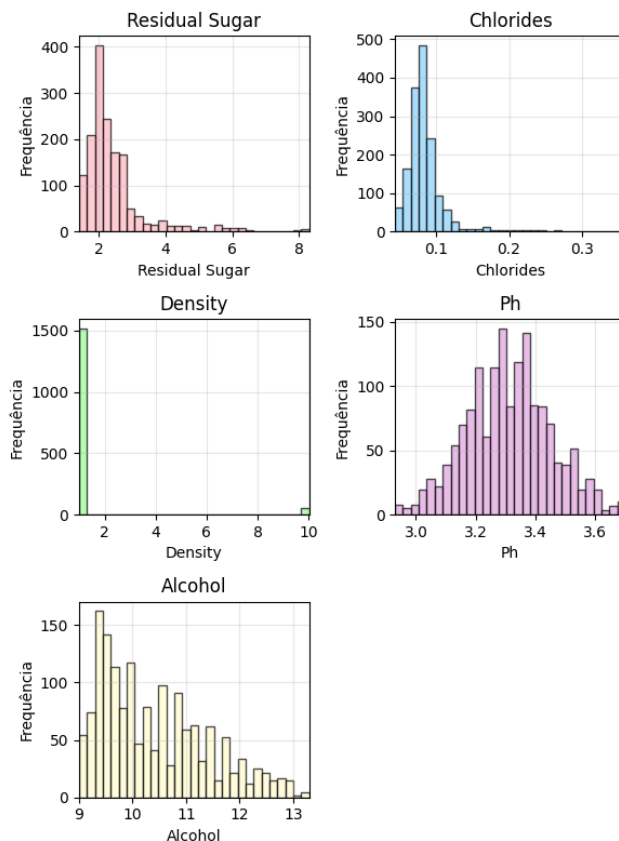 Residual Sugar
Frequência
400
300
200
100
0
2 4 6 8
Residual Sugar
Chlorides
Frequência
500
400
300
200
100
0
0.1 0.2 0.3
Chlorides
Density
Frequência
1500
1000
500
0
2 4 6 8 10
Density
Ph
Frequência
150
100
50
0
3.0 3.2 3.4 3.6
Ph
Alcohol
Frequência
150
100
50
0
9 10 11 12 13
Alcohol